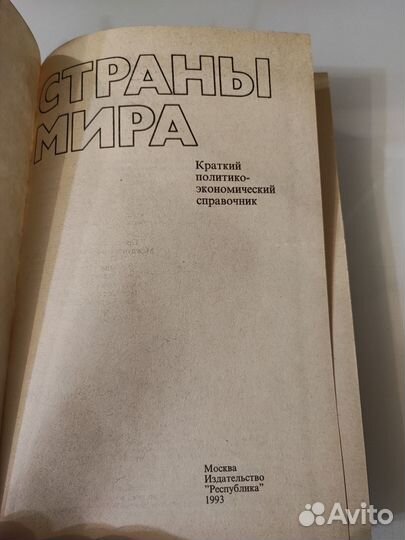 СТРАНЫ
МИРА
Краткий
политико-
экономический
справочник
Москва
Издательство
"Республика"
1993
Avito